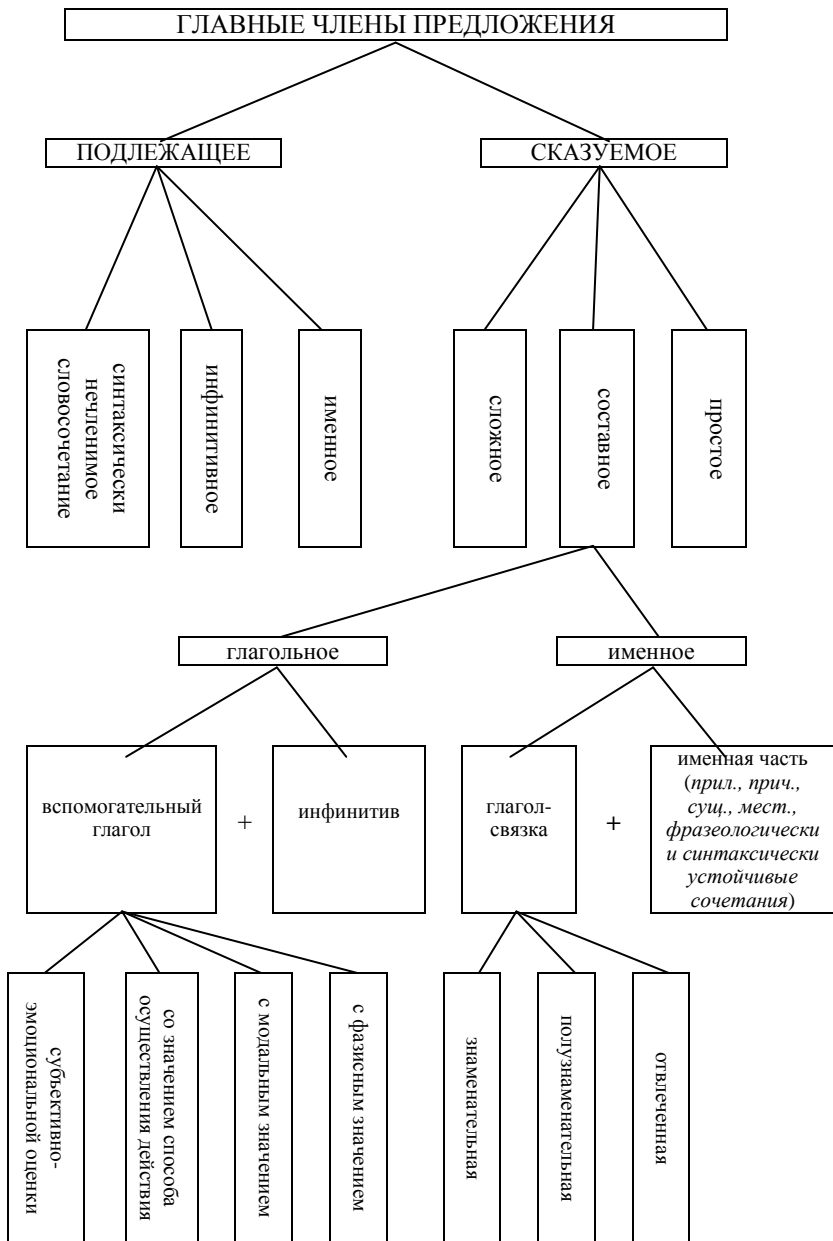 ГЛАВНЫЕ ЧЛЕНЫ ПРЕДЛОЖЕНИЯ
ПОДЛЕЖАЩЕЕ
СКАЗУЕМОЕ
синтаксически
нечленимое
словосочетание
инфинитивное
именное
сложное
составное
простое
глагольное
именное
вспомогательный
глагол
+
инфинитив
глагол-
связка
+
именная часть
(прил., прич.,
сущ., мест.,
фразеологически
и синтаксически
устойчивые
сочетания)
субъективно-
эмоциональной оценки
со значением способа
осуществления действия
с модальным значением
с фазисным значением
знаменательная
полузнаменательная
отвлеченная